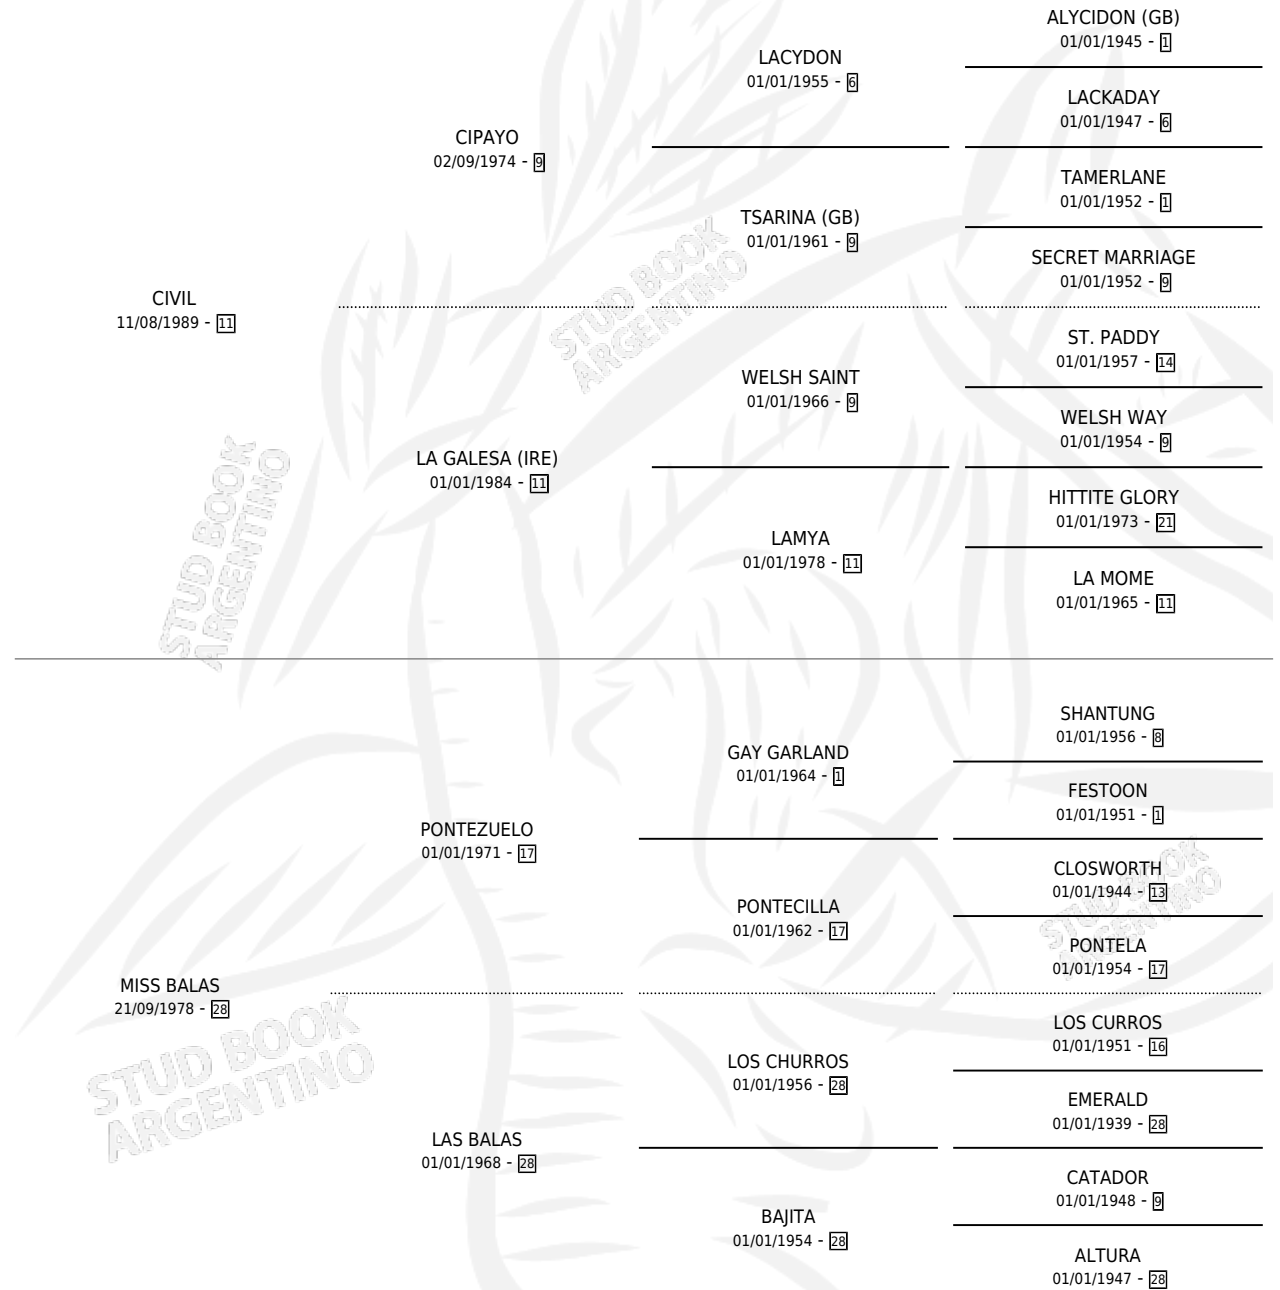 ALYCIDON (GB)
01/01/1945 - 1
LACYDON
01/01/1955 - 6
LACKADAY
01/01/1947 - 6
CIPAYO
02/09/1974 - 9
TAMERLANE
01/01/1952 - 1
TSARINA (GB)
01/01/1961 - 9
SECRET MARRIAGE
01/01/1952 - 9
CIVIL
11/08/1989 - 11
ST. PADDY
01/01/1957 - 14
WELSH SAINT
01/01/1966 - 9
WELSH WAY
01/01/1954 - 9
LA GALESA (IRE)
01/01/1984 - 11
HITTITE GLORY
01/01/1973 - 21
LAMYA
01/01/1978 - 11
LA MOME
01/01/1965 - 11
SHANTUNG
01/01/1956 - 8
GAY GARLAND
01/01/1964 - 1
FESTOON
01/01/1951 - 1
PONTEZUELO
01/01/1971 - 17
CLOSWORTH
01/01/1944 - 13
PONTECILLA
01/01/1962 - 17
PONTELA
01/01/1954 - 17
MISS BALAS
21/09/1978 - 28
LOS CURROS
01/01/1951 - 16
LOS CHURROS
01/01/1956 - 28
EMERALD
01/01/1939 - 28
LAS BALAS
01/01/1968 - 28
CATADOR
01/01/1948 - 9
BAJITA
01/01/1954 - 28
ALTURA
01/01/1947 - 28
STUD BOOK
ARGENTINO
STUD BOOK
ARGENTINO
STUD BOOK
ARGENTINO
STUD BOOK
ARGENTINO